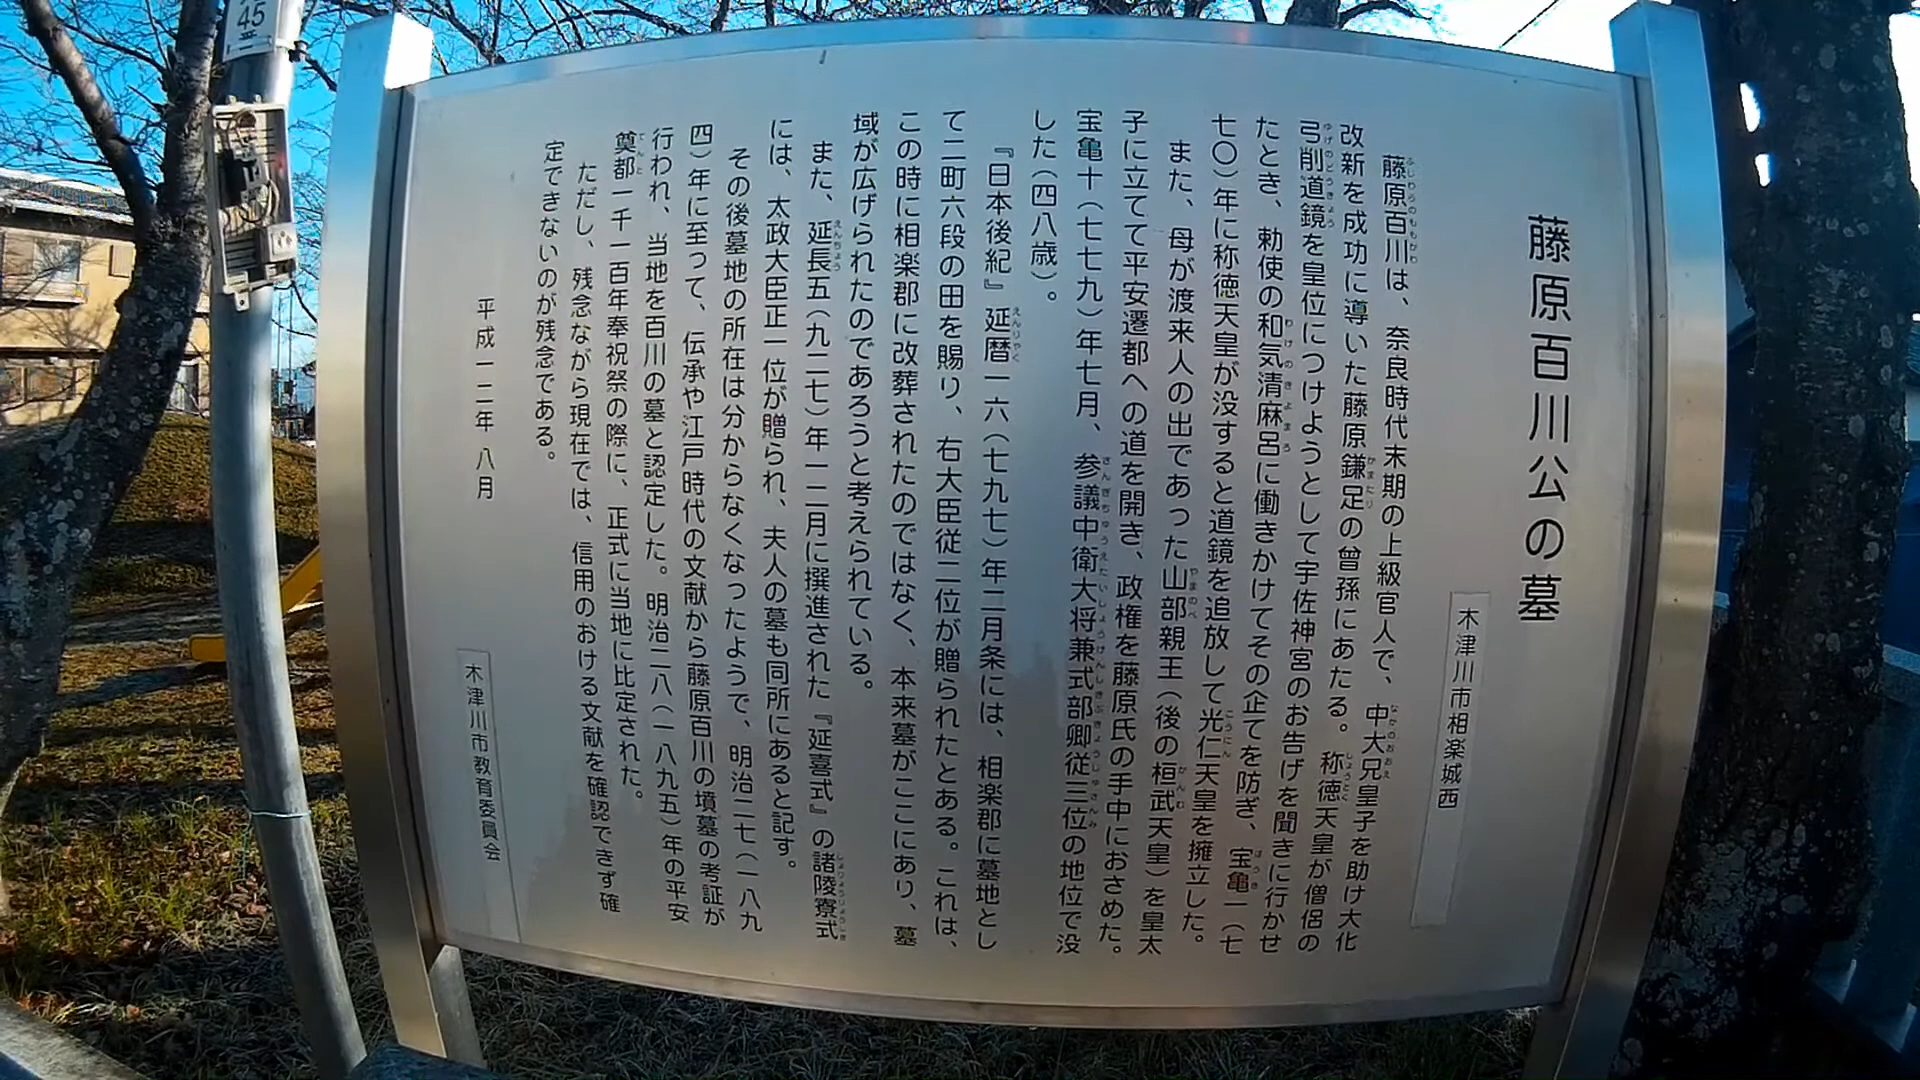 藤原百川公の墓
木津川市相楽城西
藤原百川は、奈良時代末期の上級官人で、中大兄皇子を助け大化
改新を成功に導いた藤原鎌足の曾孫にあたる。称徳天皇が僧侶の
弓削道鏡を皇位につけようとして宇佐神宮のお告げを聞きに行かせ
たとき、勅使の和気清麻呂に働きかけてその企てを防ぎ、宝亀一(七
七〇)年に称徳天皇が没すると道鏡を追放して光仁天皇を擁立した。
また、母が渡来人の出であった山部親王(後の桓武天皇)を皇太
子に立てて平安遷都への道を開き、政権を藤原氏の手中におさめた。
宝亀十(七七九)年七月、参議中衛大将兼式部卿従三位の地位で没
した(四八歳)。
『日本後紀』延暦一六(七九七)年二月条には、相楽郡に墓地とし
て二町六段の田を賜り、右大臣従二位が贈られたとある。これは、
この時に相楽郡に改葬されたのではなく、本来墓がここにあり、墓
域が広げられたのであろうと考えられている。
また、延長五(九二七)年一二月に撰進された『延喜式』の諸陵寮式
には、太政大臣正一位が贈られ、夫人の墓も同所にあると記す。
その後墓地の所在は分からなくなったようで、明治二七(一八九
四)年に至って、伝承や江戸時代の文献から藤原百川の墳墓の考証が
行われ、当地を百川の墓と認定した。明治二八(一八九五)年の平安
奠都一千一百年奉祝祭の際に、正式に当地に比定された。
ただし、残念ながら現在では、信用のおける文献を確認できず確
定できないのが残念である。
平成一二年 八月
木津川市教育委員会
45